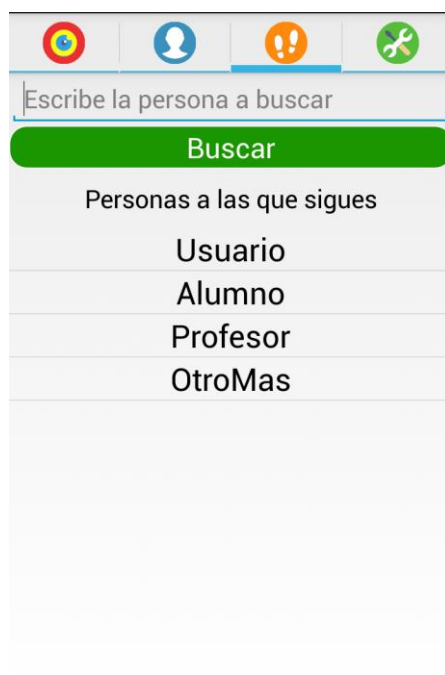 Escribe la persona a buscar
Buscar
Personas a las que sigues
Usuario
Alumno
Profesor
OtroMas